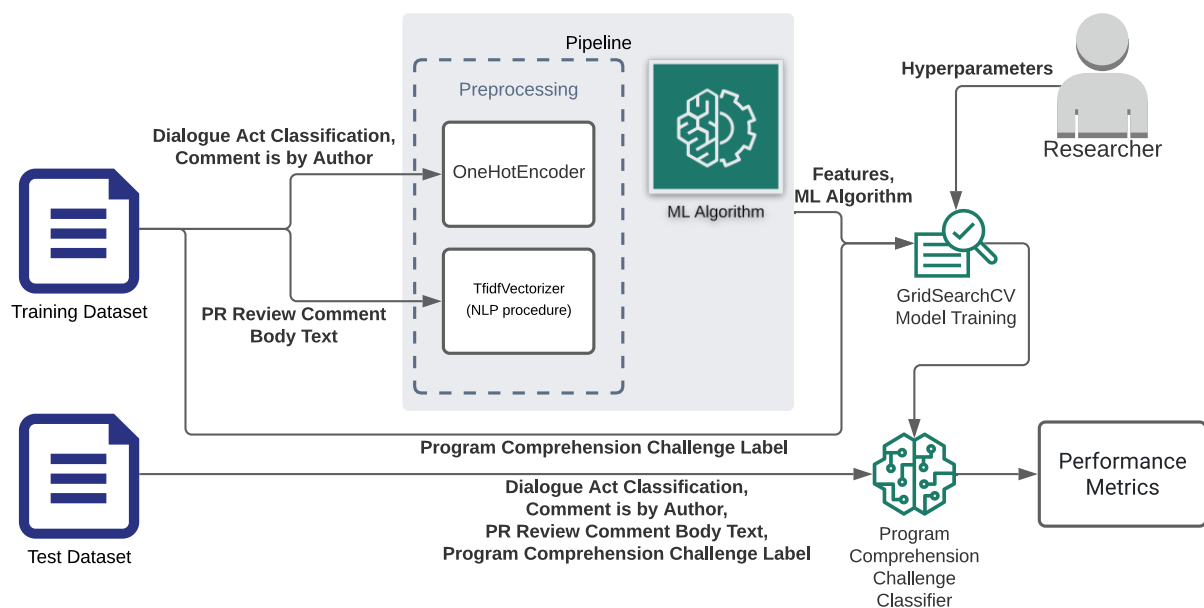 Pipeline
Preprocessing
OneHotEncoder
TfidfVectorizer
(NLP procedure)
ML Algorithm
Dialogue Act Classification,
Comment is by Author
PR Review Comment
Body Text
Training Dataset
Hyperparameters
Researcher
Features,
ML Algorithm
GridSearchCV
Model Training
Program Comprehension Challenge Label
Test Dataset
Dialogue Act Classification,
Comment is by Author,
PR Review Comment Body Text,
Program Comprehension Challenge Label
Program
Comprehension
Challenge
Classifier
Performance
Metrics